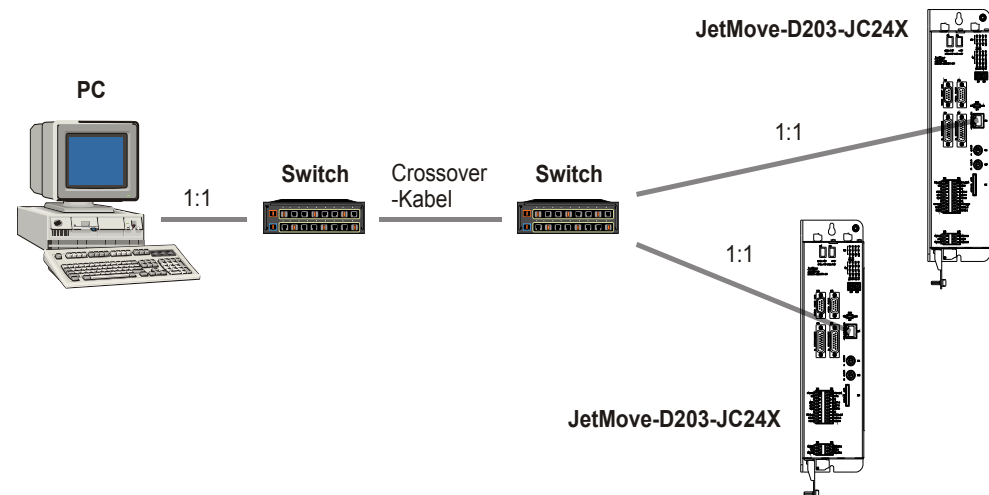 JetMove-D203-JC24X
PC
1:1
Switch
Crossover
-Kabel
Switch
1:1
1:1
JetMove-D203-JC24X